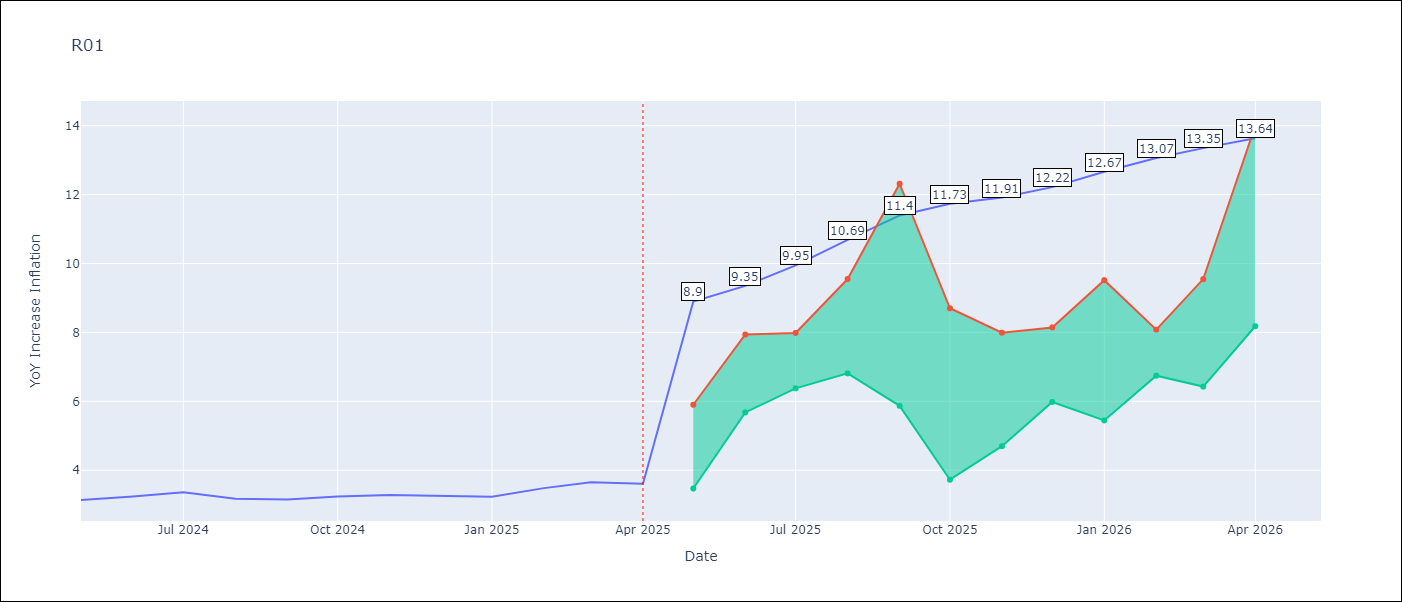 R01
14
12
10
8
6
4
YoY Increase Inflation
8.9
9.35
9.95
10.69
11.4
11.73
11.91
12.22
12.67
13.07
13.35
13.64
Jul 2024
Oct 2024
Jan 2025
Apr 2025
Jul 2025
Oct 2025
Jan 2026
Apr 2026
Date